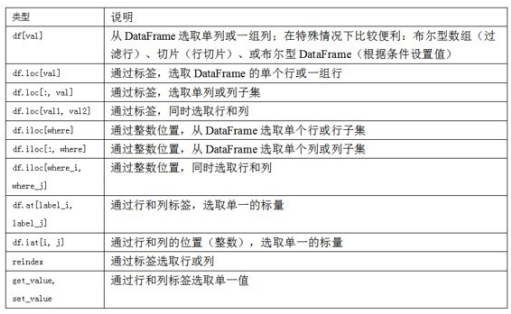 类型 说明
df[val] 从 DataFrame 选取单列或一组列；在特殊情况下比较便利：布尔型数组（过
滤行）、切片（行切片）、或布尔型 DataFrame（根据条件设置值）
df.loc[val] 通过标签，选取 DataFrame 的单个行或一组行
df.loc[:, val] 通过标签，选取单列或列子集
df.loc[val1, val2] 通过标签，同时选取行和列
df.iloc[where] 通过整数位置，从 DataFrame 选取单个行或行子集
df.iloc[:, where] 通过整数位置，从 DataFrame 选取单个列或列子集
df.iloc[where_i, 通过整数位置，同时选取行和列
where_j]
df.at[label_i, 通过行和列标签，选取单一的标量
label_j]
df.iat[i, j] 通过行和列的位置（整数），选取单一的标量
reindex 通过标签选取行或列
get_value, 通过行和列标签选取单一值
set_value